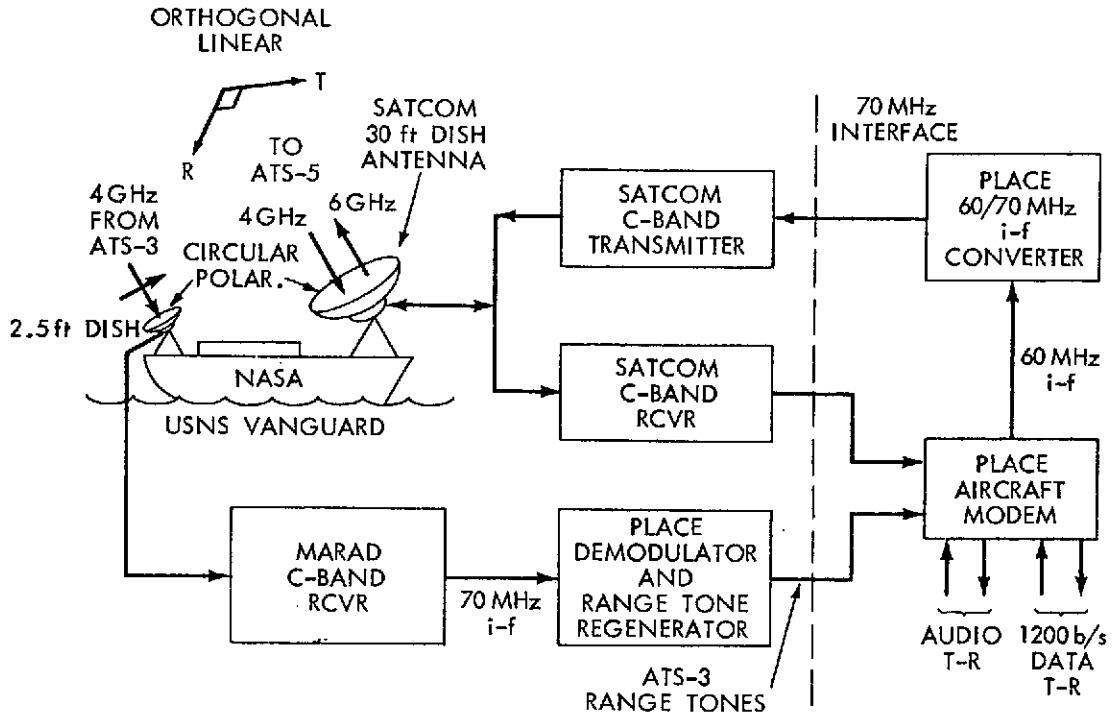 ORTHOGONAL
LINEAR
T
R
4 GHz
FROM
ATS-3
TO
ATS-5
4 GHz
6 GHz
SATCOM
30 ft DISH
ANTENNA
CIRCULAR
POLAR.
2.5 ft DISH
NASA
USNS VANGUARD
SATCOM
C-BAND
TRANSMITTER
70 MHz
INTERFACE
PLACE
60/70 MHz
i-f
CONVERTER
SATCOM
C-BAND
RCVR
60 MHz
i-f
PLACE
AIRCRAFT
MODEM
MARAD
C-BAND
RCVR
70 MHz
i-f
PLACE
DEMODULATOR
AND
RANGE TONE
REGENERATOR
ATS-3
RANGE TONES
AUDIO
T-R
1200 b/s
DATA
T-R